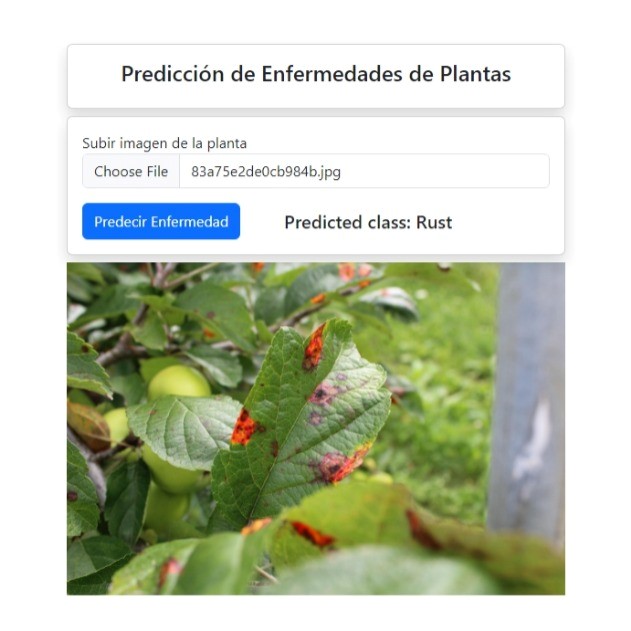 Predicción de Enfermedades de Plantas
Subir imagen de la planta
Choose File 83a75e2de0cb984b.jpg
Predecir Enfermedad Predicted class: Rust